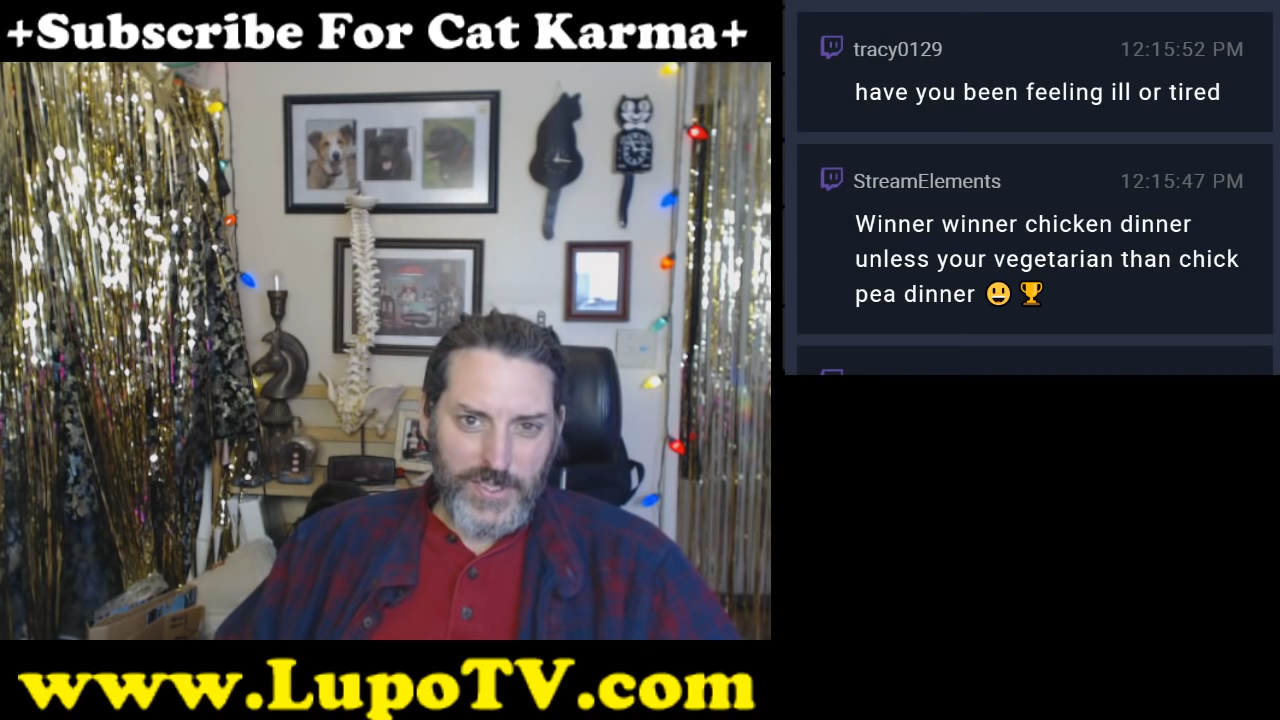 +Subscribe For Cat Karma+
tracy0129 12:15:52 PM
have you been feeling ill or tired
StreamElements 12:15:47 PM
Winner winner chicken dinner
unless your vegetarian than chick
pea dinner 😃 🏆
www.LupoTV.com